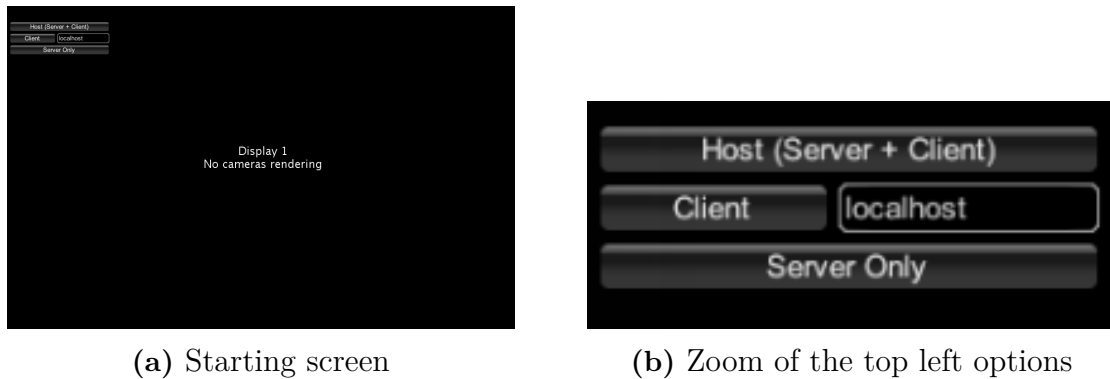 Host (Server + Client)
Client localhost
Server Only
Display 1
No cameras rendering
(a) Starting screen
Host (Server + Client)
Client localhost
Server Only
(b) Zoom of the top left options